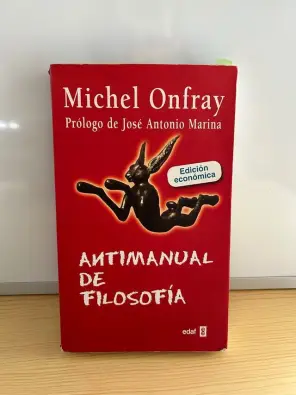 Michel Onfray
Prólogo de José Antonio Marina
Edición
económica
ANTIMANUAL
DE
FILOSOFÍA
edaf